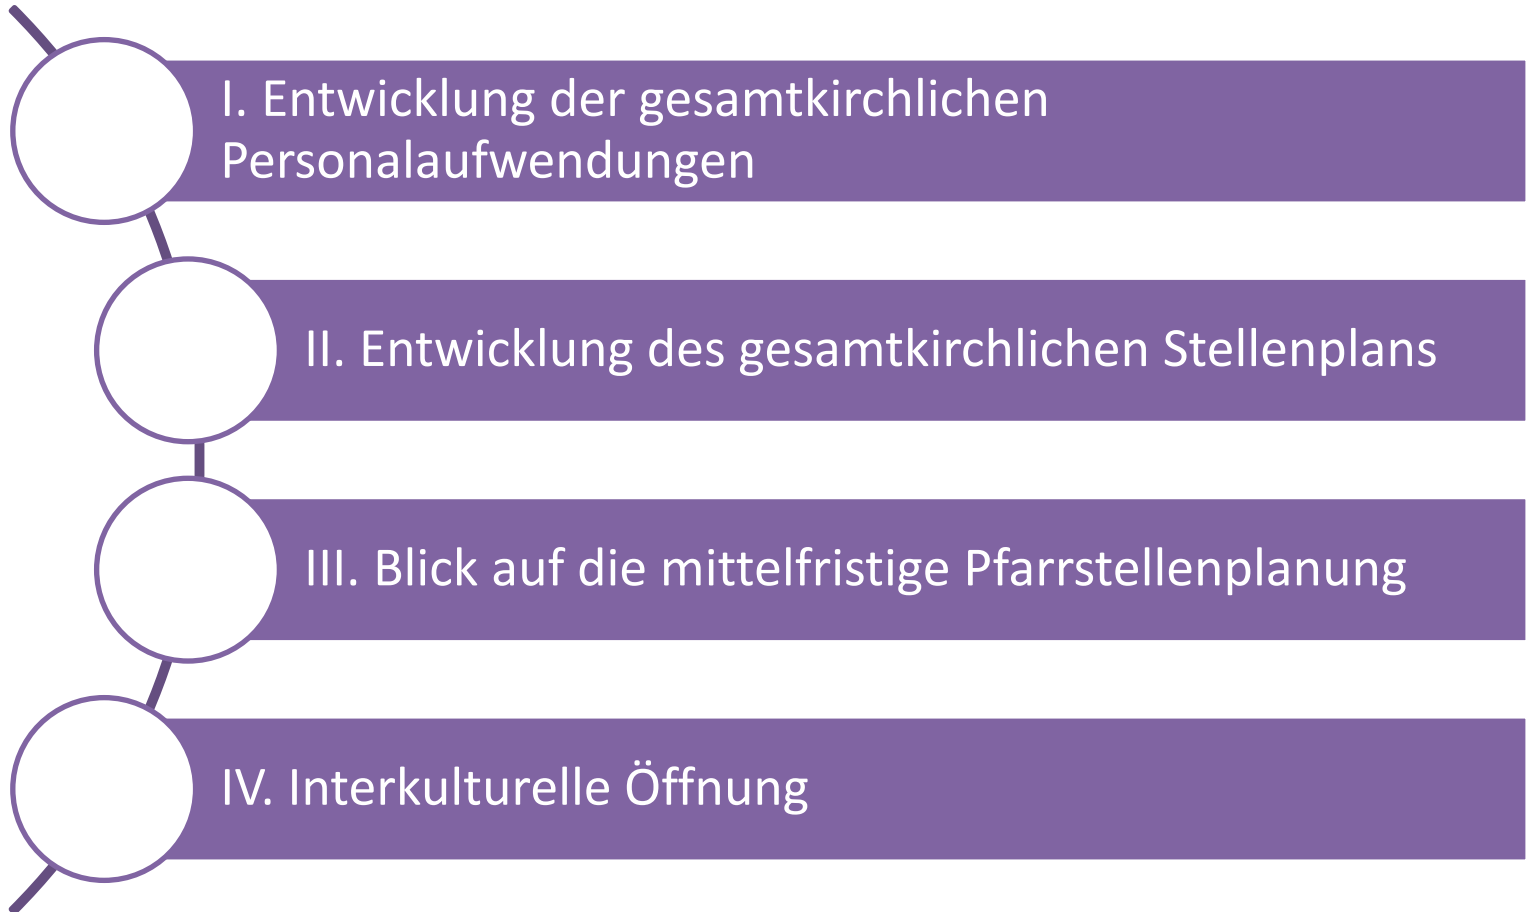 I. Entwicklung der gesamtkirchlichen
Personalaufwendungen
II. Entwicklung des gesamtkirchlichen Stellenplans
III. Blick auf die mittelfristige Pfarrstellenplanung
IV. Interkulturelle Öffnung